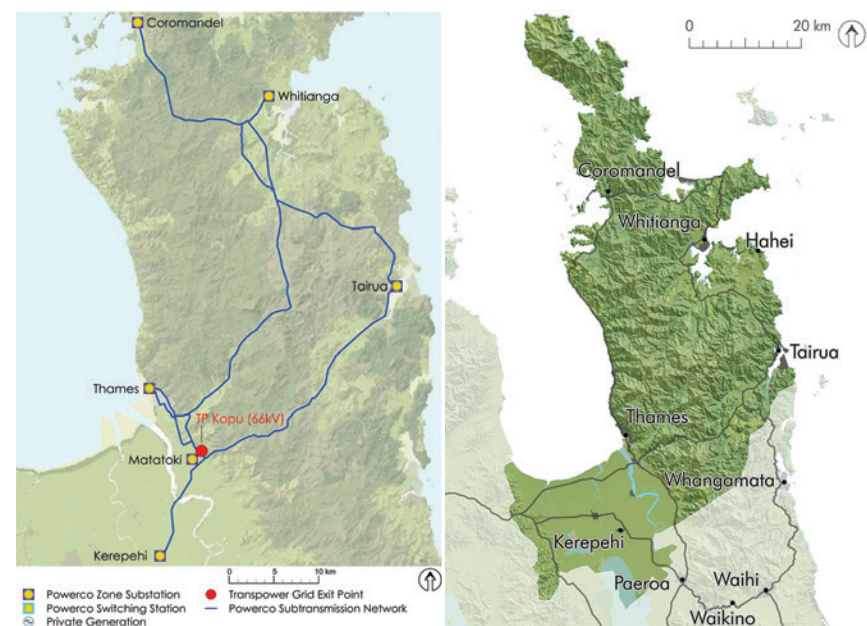 Coromandel
Whitianga
Tairua
Thames
TP Kopu (66kV)
Matatoki
Kerepehi
0 5 10 km
Powerco Zone Substation
Powerco Switching Station
Private Generation
Transpower Grid Exit Point
Powerco Subtransmission Network
0 20 km
Coromandel
Whitianga
Hahei
Tairua
Thames
Whangamata
Kerepehi
Paeroa
Waihi
Waikino